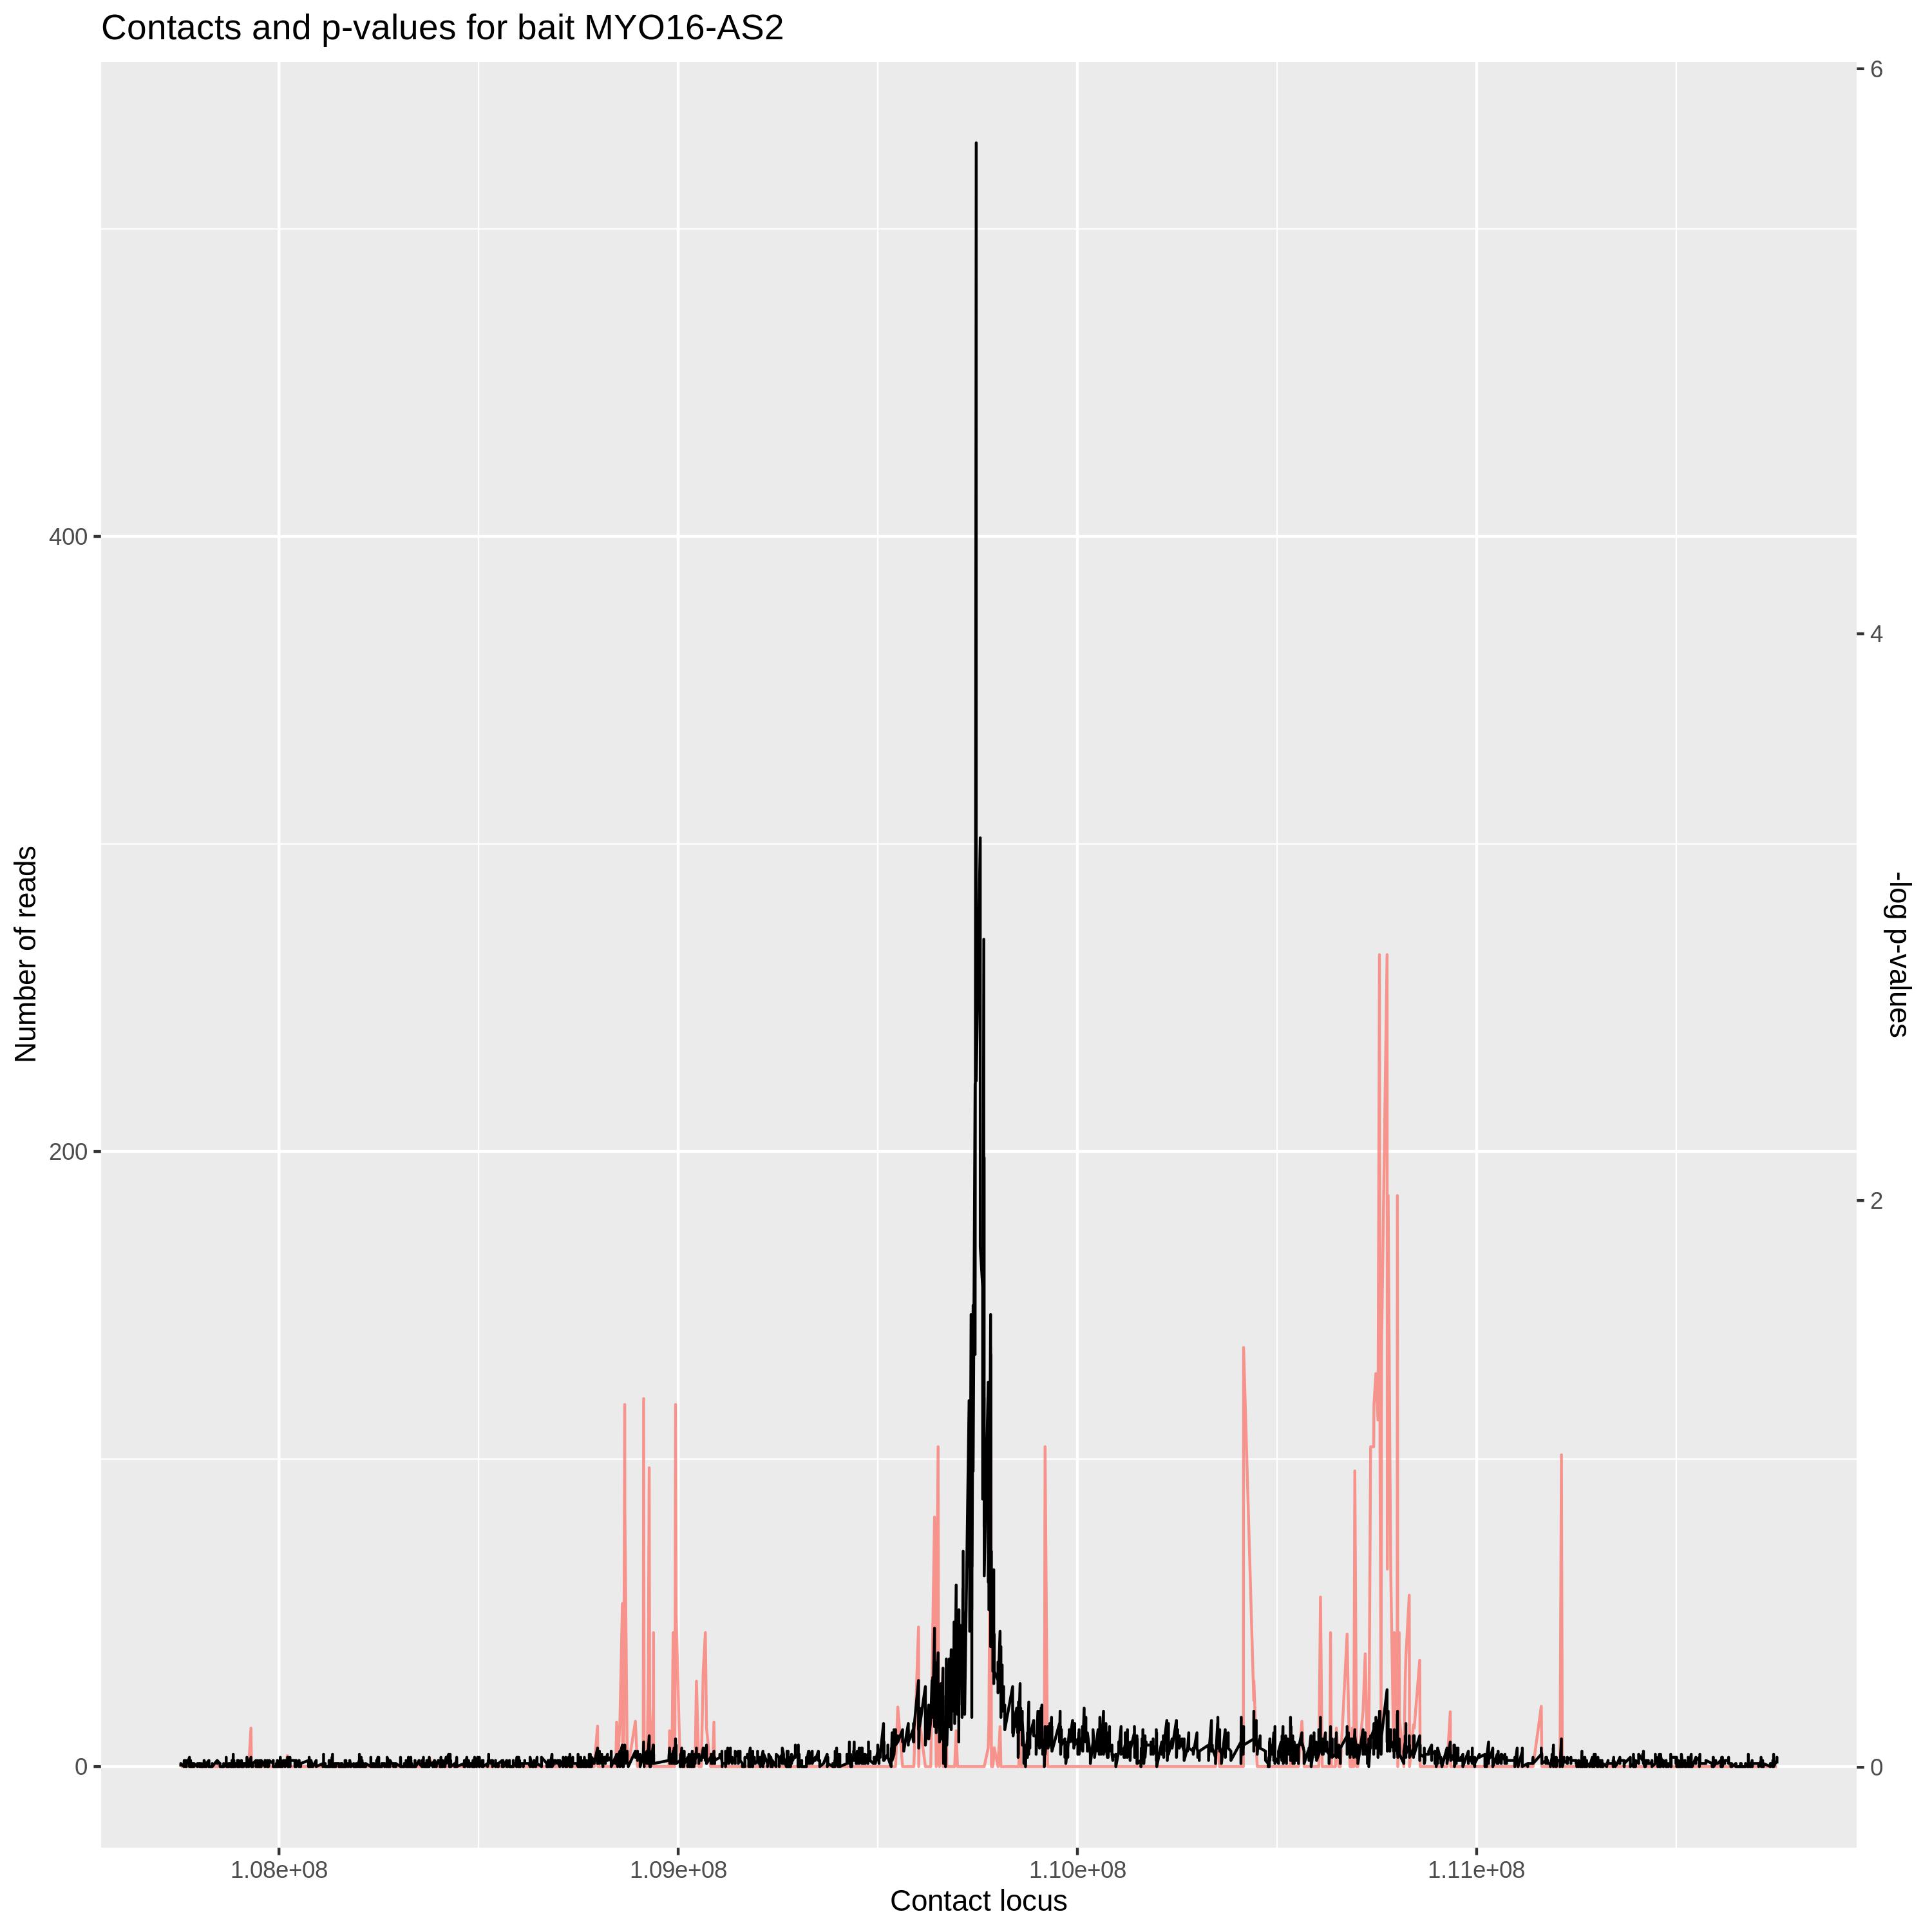 Contacts and p-values for bait MYO16-AS2
6
400
4
Number of reads
-log p-values
200
2
0
0
1.08e+08
1.09e+08
1.10e+08
1.11e+08
Contact locus